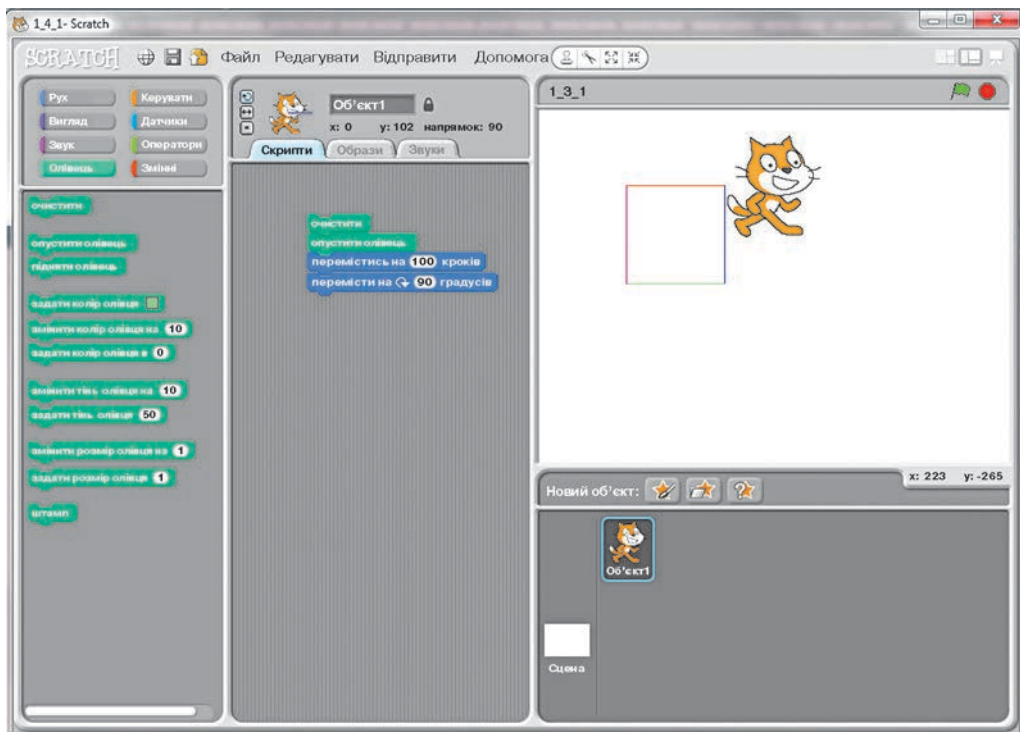 1_4_1- Scratch
SCRATCH Файл Редагувати Відправити Допомога
Рух Керувати
Вигляд Датчики
Звук Оператори
Олівець Змінні
очистити
опустити олівець
підняти олівець
задати колір олівця
змінити колір олівця на 10
задати колір олівця в 0
змінити тінь олівця на 10
задати тінь олівця 50
змінити розмір олівця на 1
задати розмір олівця 1
штамп
Об'єкт1
x: 0 y: 102 напрямок: 90
Скрипти Образи Звуки
очистити
опустити олівець
перемістись на 100 кроків
перемісти на 90 градусів
1_3_1
x: 223 y: -265
Новий об'єкт:
Об'єкт1
Сцена